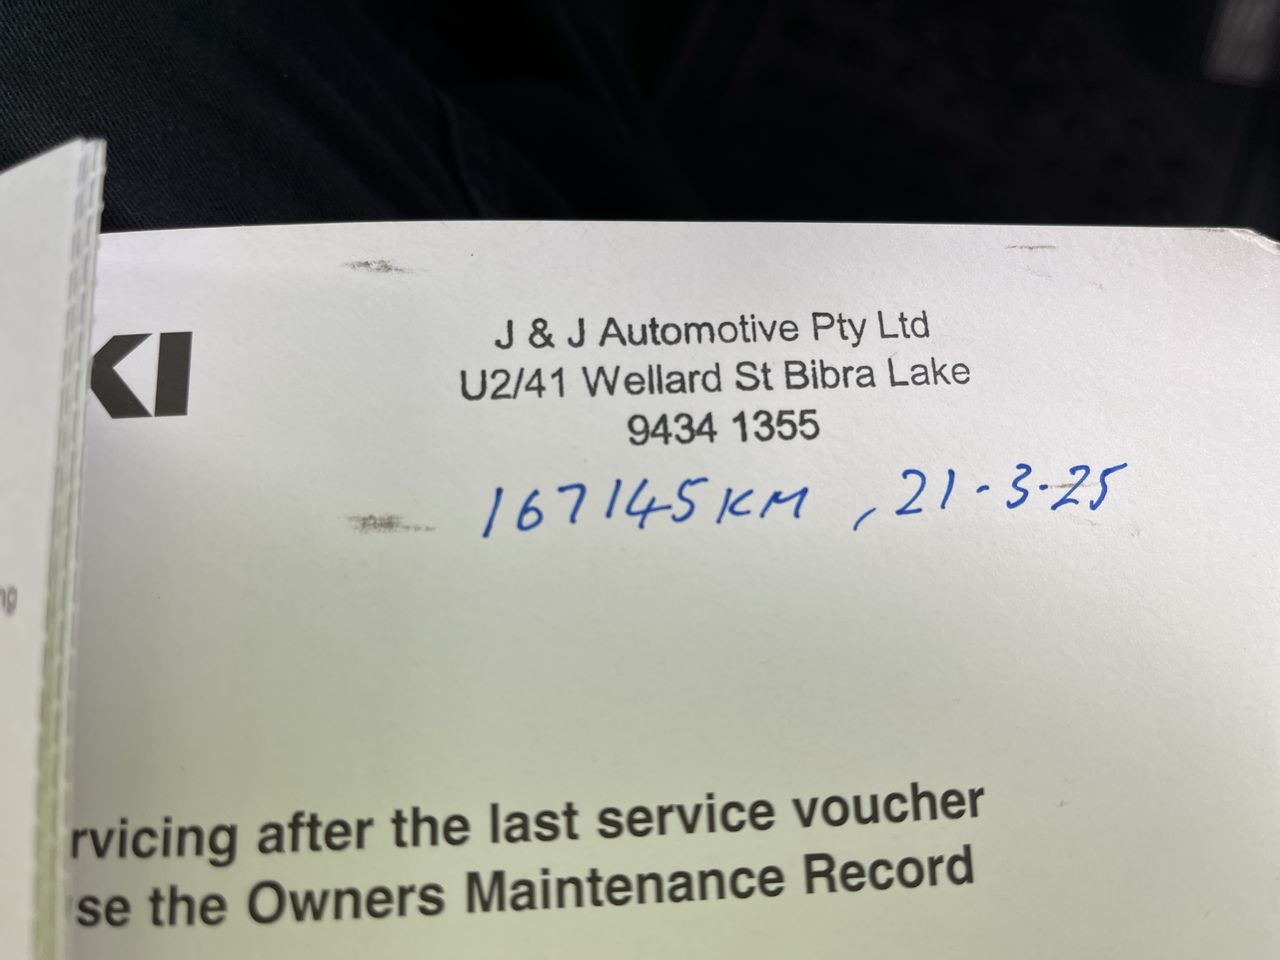 KI
J & J Automotive Pty Ltd
U2/41 Wellard St Bibra Lake
9434 1355
167145KM , 21-3-25
ng
rvicing after the last service voucher
se the Owners Maintenance Record